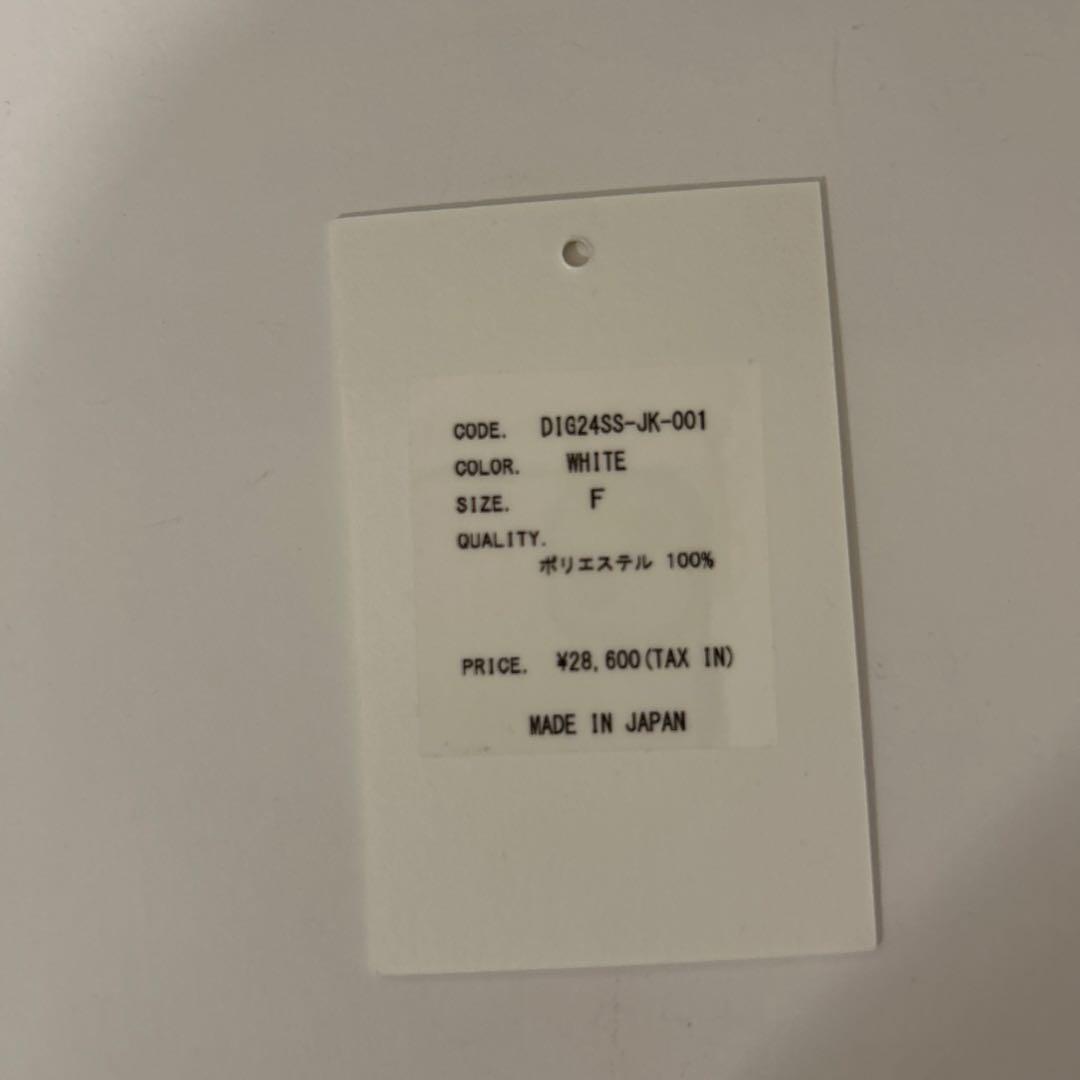 CODE. DIG24SS-JK-001
COLOR. WHITE
SIZE. F
QUALITY.
ポリエステル 100%
PRICE. ¥28,600(TAX IN)
MADE IN JAPAN